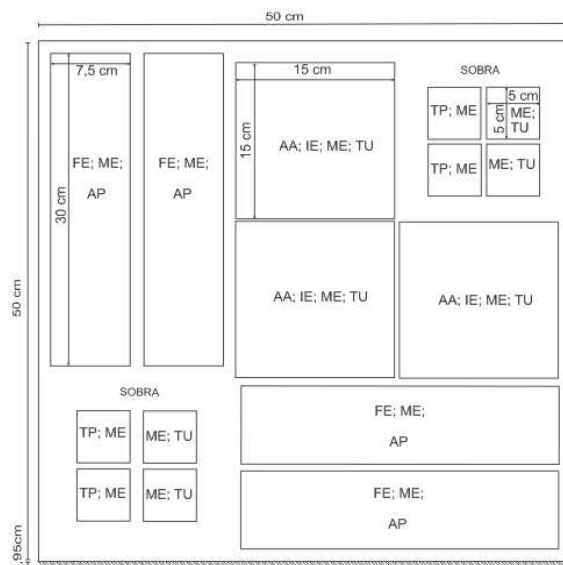 50 cm
7,5 cm
15 cm
SOBRA
5 cm
TP; ME
5 cm
ME;
TU
15 cm
AA; IE; ME; TU
FE; ME;
AP
FE; ME;
AP
TP; ME
ME; TU
30 cm
50 cm
AA; IE; ME; TU
AA; IE; ME; TU
SOBRA
FE; ME;
AP
TP; ME
ME; TU
TP; ME
ME; TU
FE; ME;
AP
,95cm